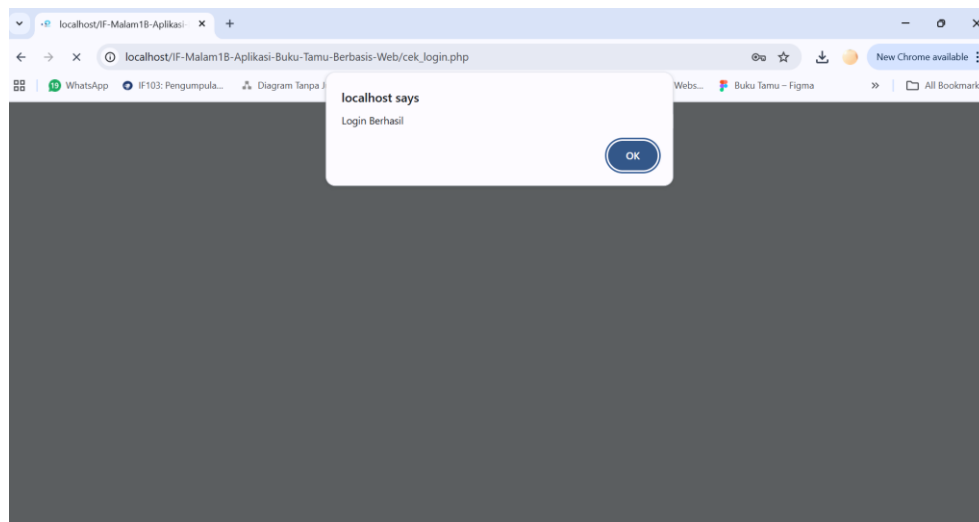 localhost/IF-Malam1B-Aplikasi-
localhost/IF-Malam1B-Aplikasi-Buku-Tamu-Berbasis-Web/cek_login.php
New Chrome available
19 WhatsApp
IF103: Pengumpula...
Diagram Tanpa J
Webs...
Buku Tamu – Figma
All Bookmark
localhost says
Login Berhasil
OK